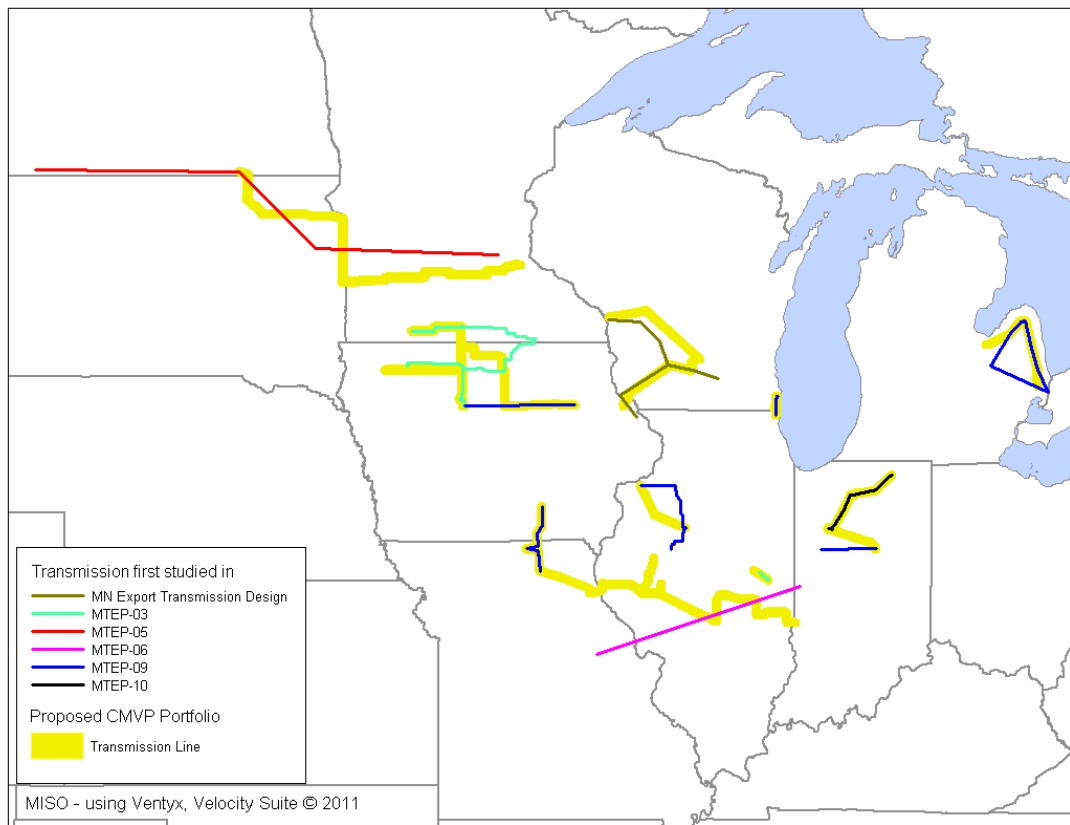 Transmission first studied in
MN Export Transmission Design
MTEP-03
MTEP-05
MTEP-06
MTEP-09
MTEP-10
Proposed CMVP Portfolio
Transmission Line
MISO - using Ventyx, Velocity Suite © 2011